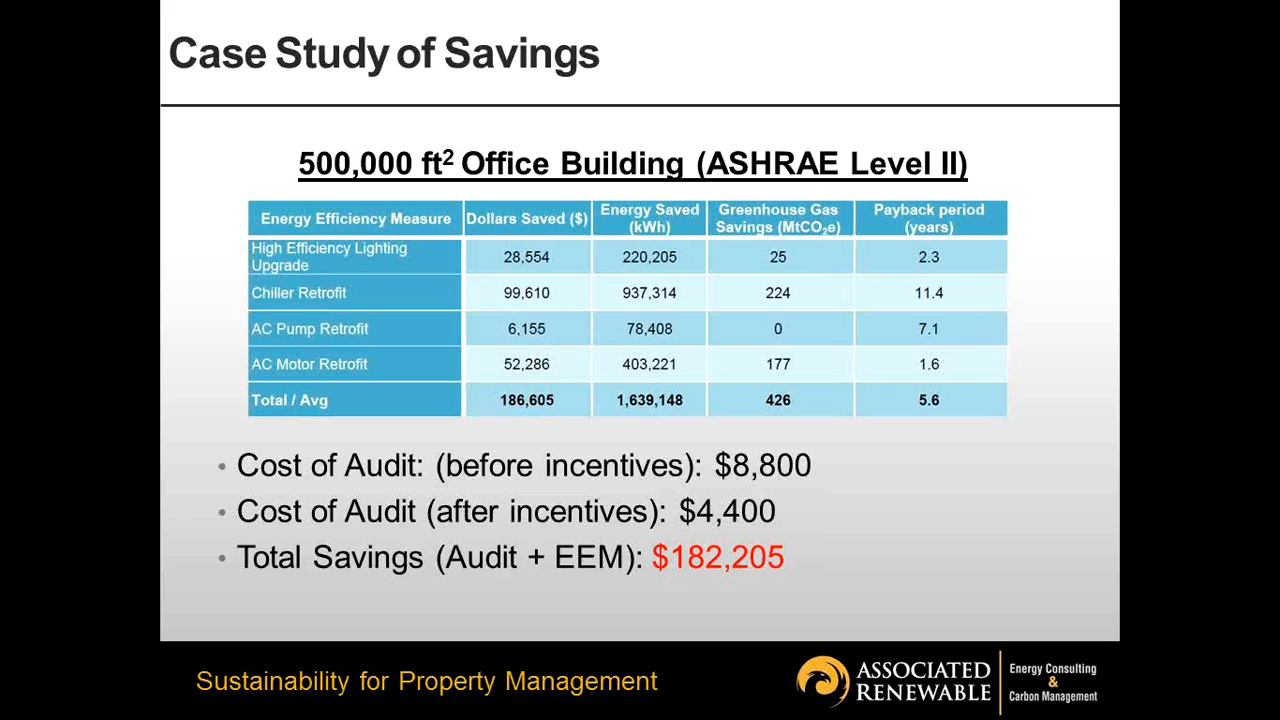 Case Study of Savings
500,000 ft² Office Building (ASHRAE Level II)
Energy Efficiency Measure Dollars Saved ($) Energy Saved (kWh) Greenhouse Gas Savings (MtCO₂e) Payback period (years)
High Efficiency Lighting Upgrade 28,554 220,205 25 2.3
Chiller Retrofit 99,610 937,314 224 11.4
AC Pump Retrofit 6,155 78,408 0 7.1
AC Motor Retrofit 52,286 403,221 177 1.6
Total / Avg 186,605 1,639,148 426 5.6
• Cost of Audit: (before incentives): $8,800
• Cost of Audit (after incentives): $4,400
• Total Savings (Audit + EEM): $182,205
Sustainability for Property Management
ASSOCIATED
RENEWABLE
Energy Consulting
&
Carbon Management